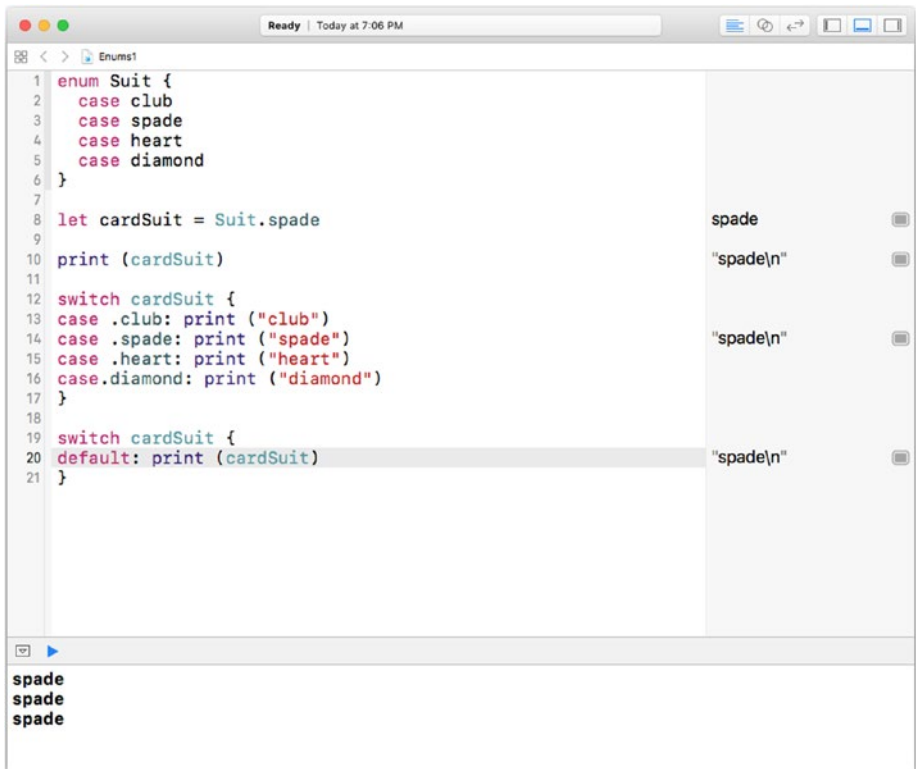 Ready | Today at 7:06 PM
Enums1
1 enum Suit {
2 case club
3 case spade
4 case heart
5 case diamond
6 }
7
8 let cardSuit = Suit.spade spade
9
10 print (cardSuit) "spade\n"
11
12 switch cardSuit {
13 case .club: print ("club")
14 case .spade: print ("spade") "spade\n"
15 case .heart: print ("heart")
16 case.diamond: print ("diamond")
17 }
18
19 switch cardSuit {
20 default: print (cardSuit) "spade\n"
21 }
spade
spade
spade